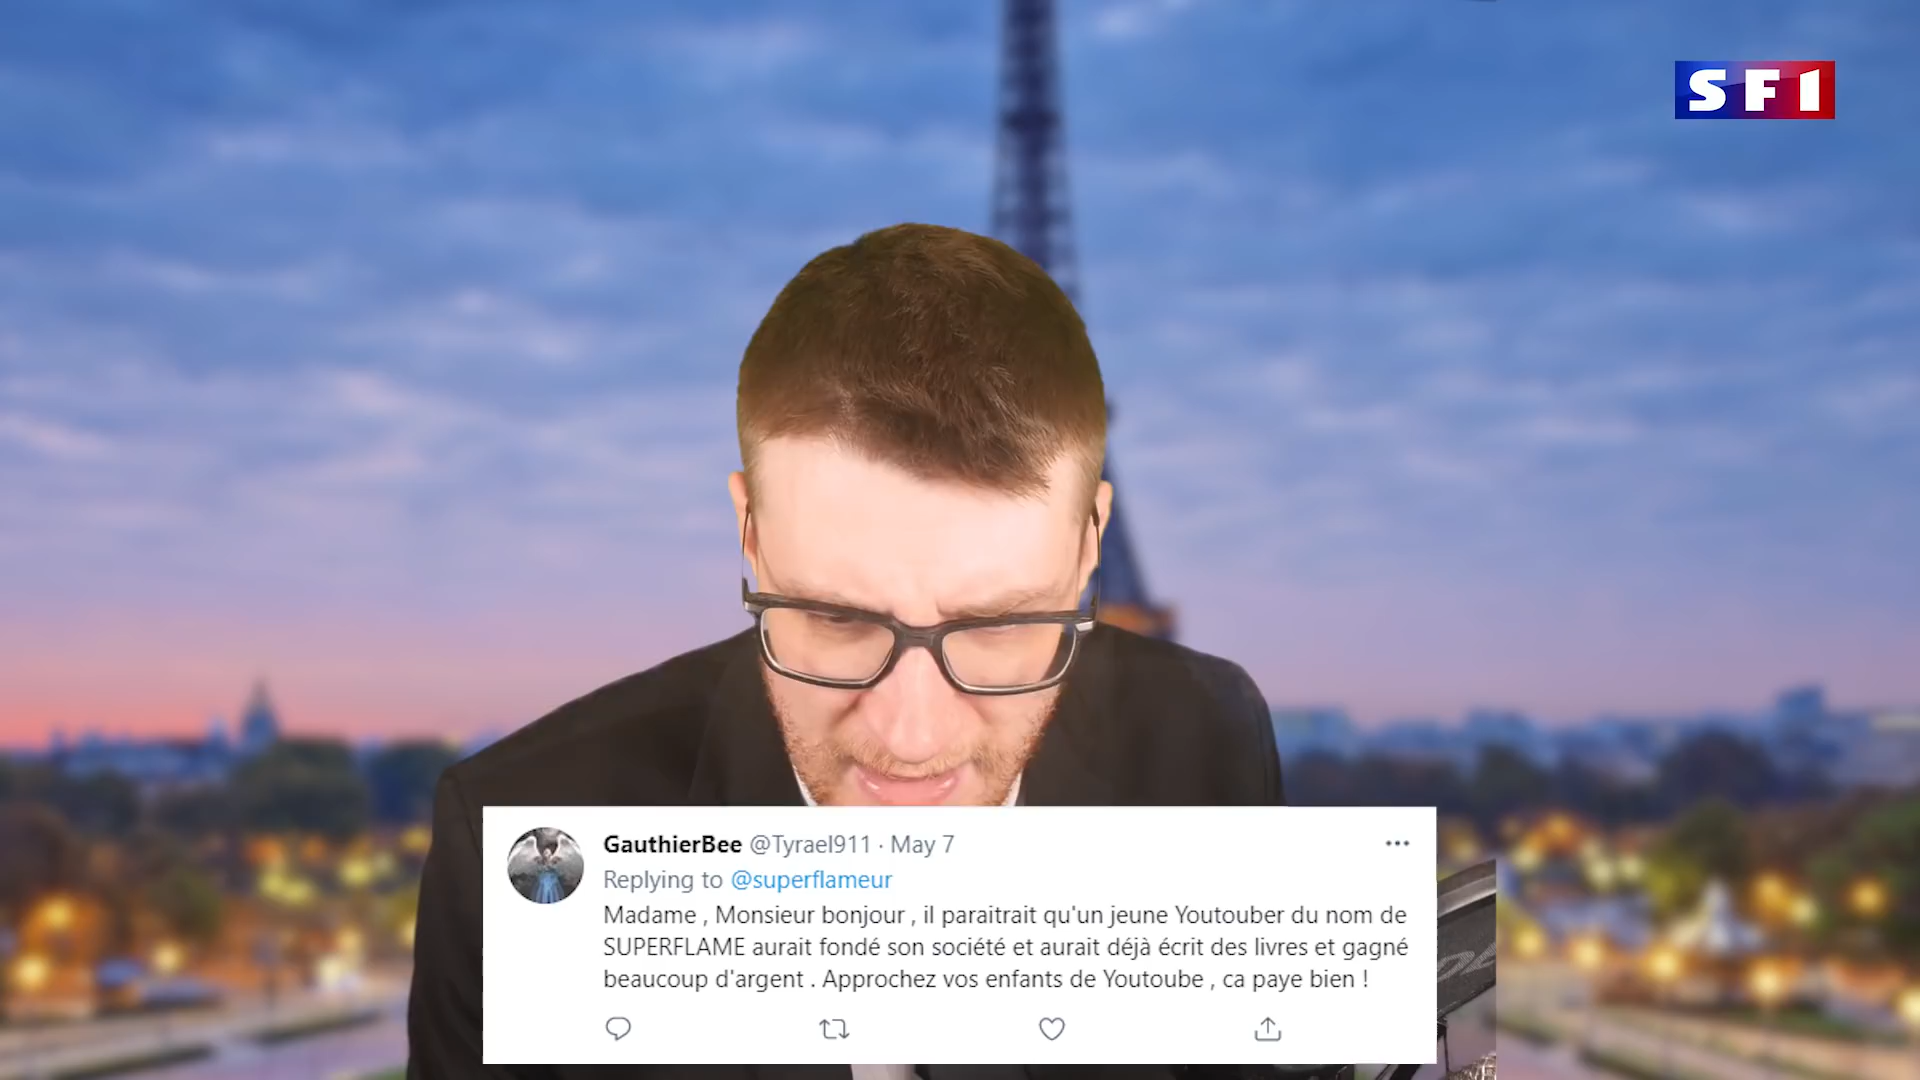 SF1
GauthierBee @Tyrael911 · May 7
Replying to @superflameur
Madame , Monsieur bonjour , il paraitrait qu'un jeune Youtouber du nom de
SUPERFLAME aurait fondé son société et aurait déjà écrit des livres et gagné
beaucoup d'argent . Approchez vos enfants de Youtoube , ca paye bien !